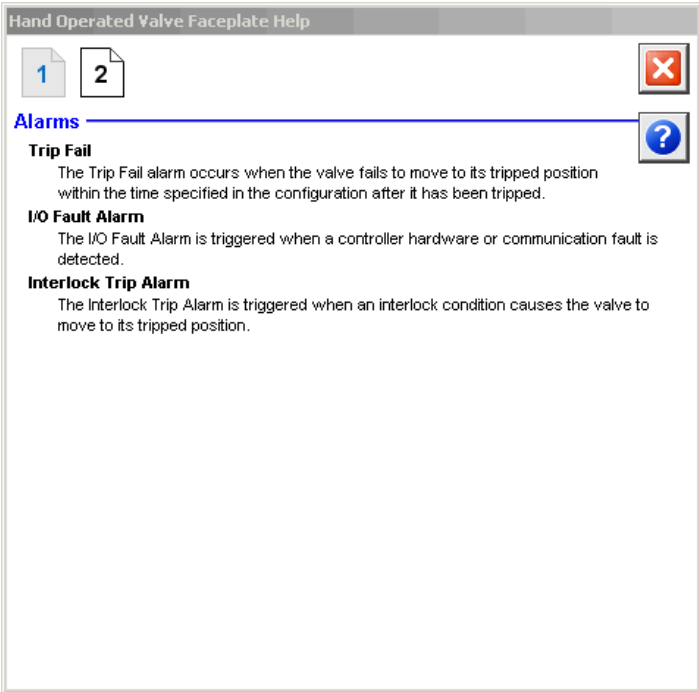 Hand Operated Valve Faceplate Help
1 2
Alarms
?
Trip Fail
The Trip Fail alarm occurs when the valve fails to move to its tripped position
within the time specified in the configuration after it has been tripped.
I/O Fault Alarm
The I/O Fault Alarm is triggered when a controller hardware or communication fault is
detected.
Interlock Trip Alarm
The Interlock Trip Alarm is triggered when an interlock condition causes the valve to
move to its tripped position.